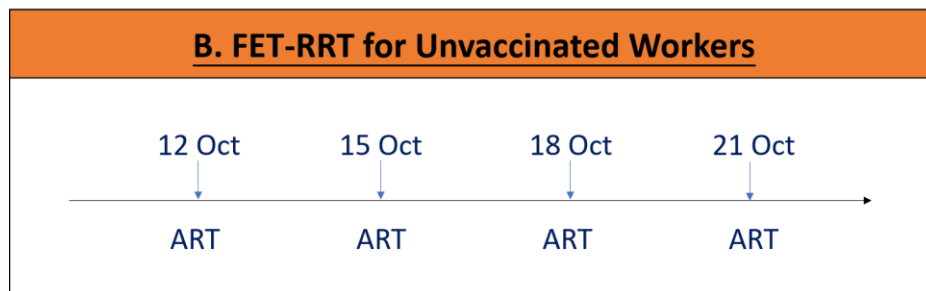 B. FET-RRT for Unvaccinated Workers
12 Oct 15 Oct 18 Oct 21 Oct
ART ART ART ART